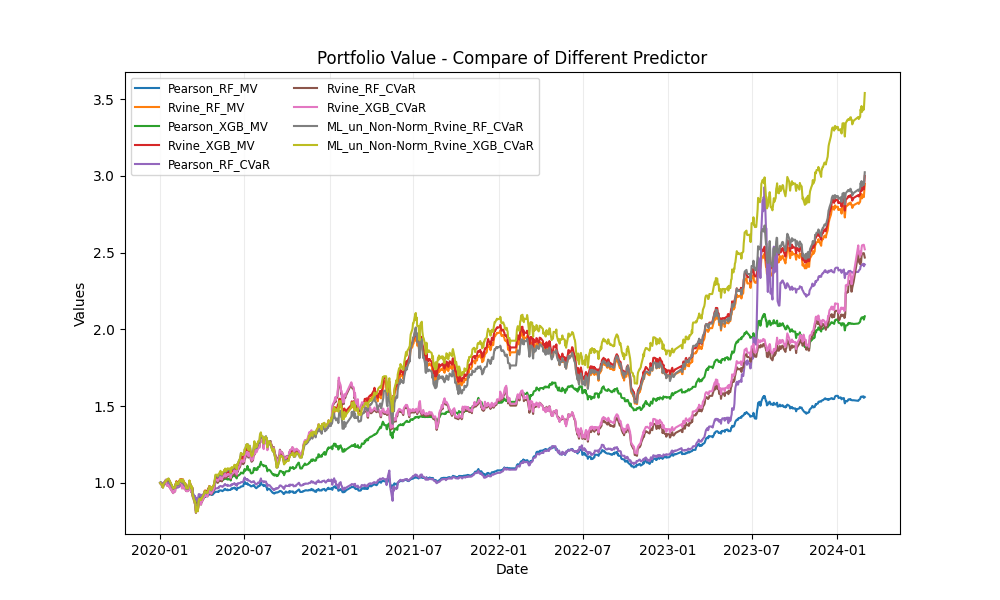 Portfolio Value - Compare of Different Predictor
Pearson_RF_MV
Rvine_RF_MV
Pearson_XGB_MV
Rvine_XGB_MV
Pearson_RF_CVaR
Rvine_RF_CVaR
Rvine_XGB_CVaR
ML_un_Non-Norm_Rvine_RF_CVaR
ML_un_Non-Norm_Rvine_XGB_CVaR
Values
3.5
3.0
2.5
2.0
1.5
1.0
2020-01 2020-07 2021-01 2021-07 2022-01 2022-07 2023-01 2023-07 2024-01
Date